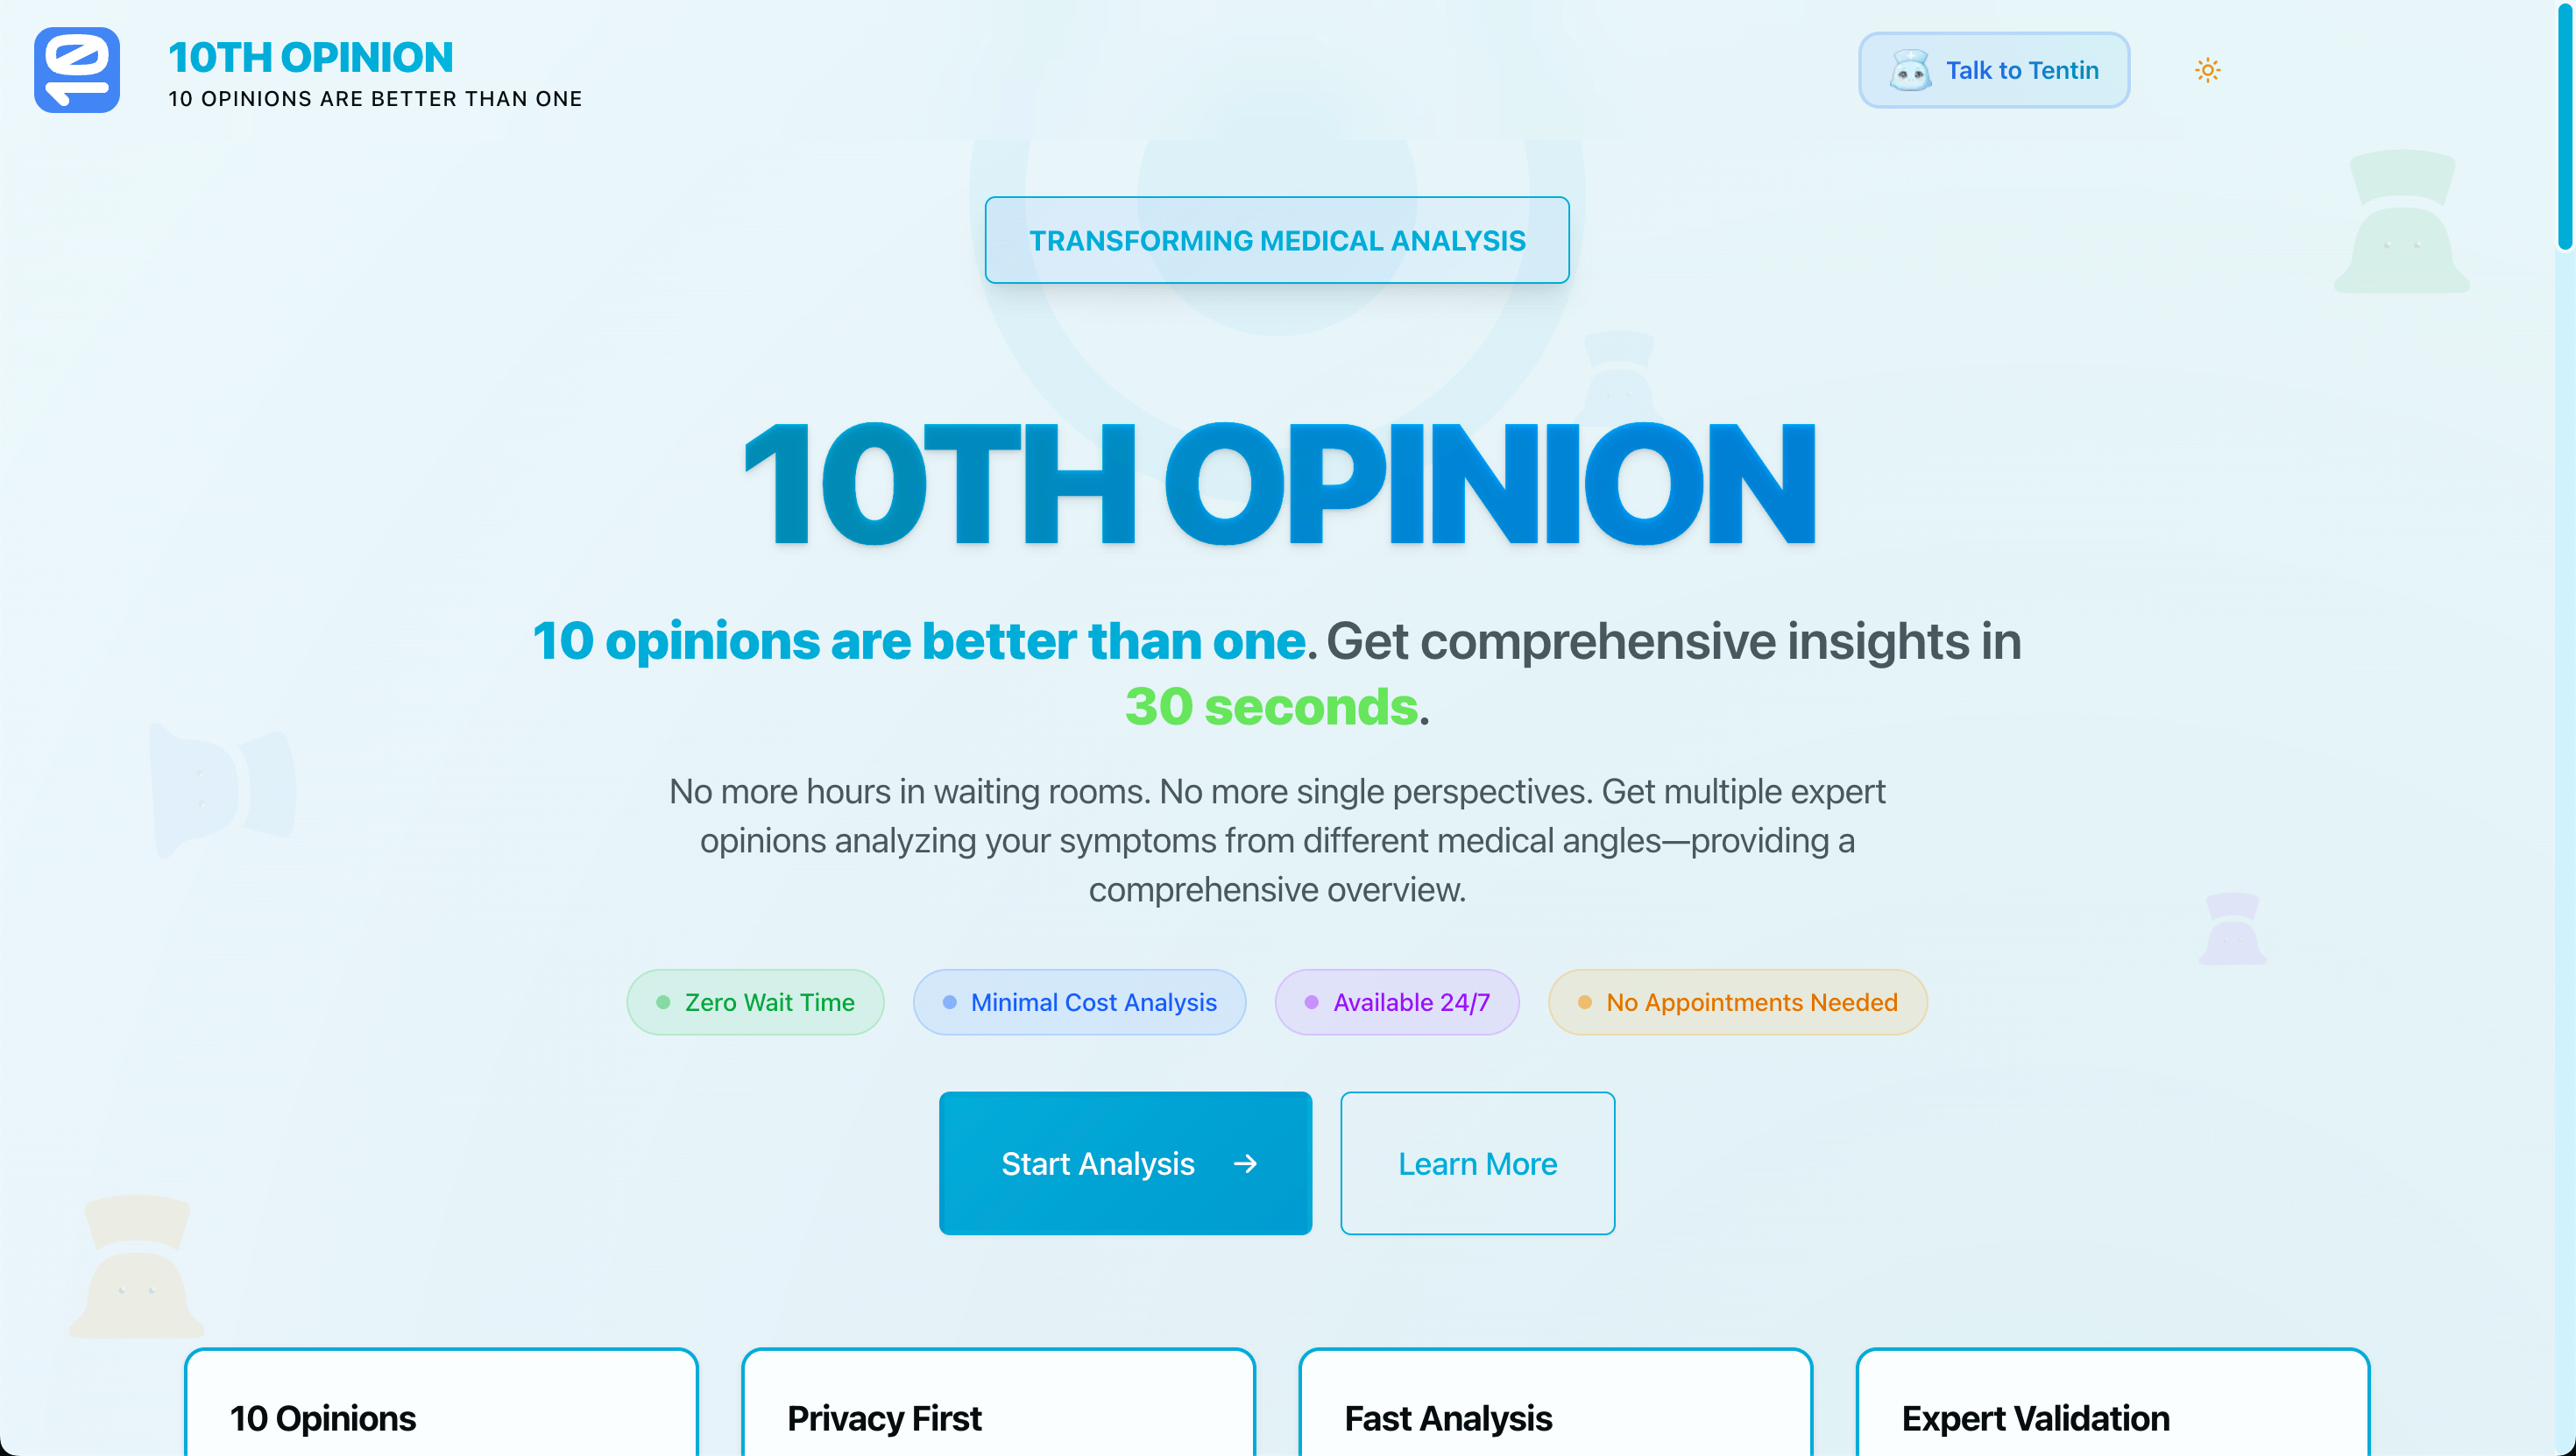 10
10TH OPINION
10 OPINIONS ARE BETTER THAN ONE
Talk to Tentin
TRANSFORMING MEDICAL ANALYSIS
10TH OPINION
10 opinions are better than one. Get comprehensive insights in
30 seconds.
No more hours in waiting rooms. No more single perspectives. Get multiple expert
opinions analyzing your symptoms from different medical angles—providing a
comprehensive overview.
Zero Wait Time
Minimal Cost Analysis
Available 24/7
No Appointments Needed
Start Analysis →
Learn More
10 Opinions
Privacy First
Fast Analysis
Expert Validation